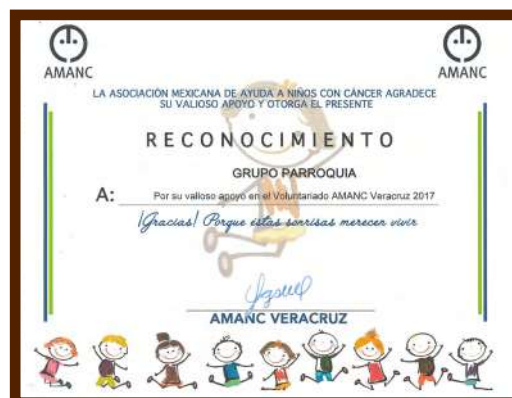 AMANC
AMANC
LA ASOCIACIÓN MEXICANA DE AYUDA A NIÑOS CON CÁNCER AGRADECE
SU VALIOSO APOYO Y OTORGA EL PRESENTE
RECONOCIMIENTO
GRUPO PARROQUIA
A: Por su valioso apoyo en el Voluntariado AMANC Veracruz 2017
¡Gracias! Porque éstas sonrisas merecen vivir
AMANC VERACRUZ